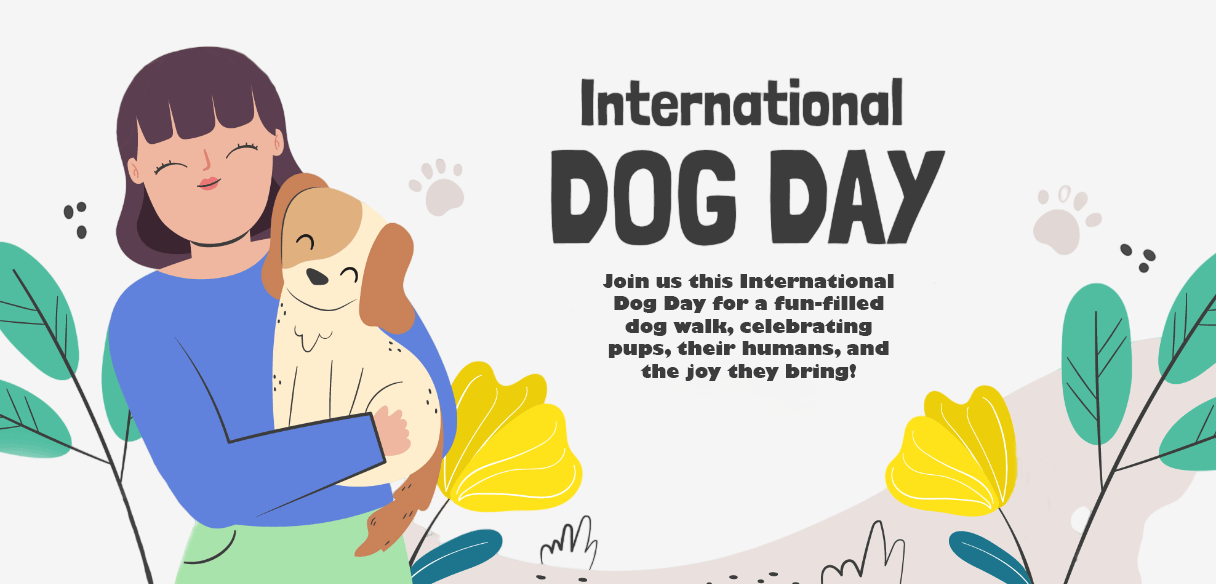 International
DOG DAY
Join us this International
Dog Day for a fun-filled
dog walk, celebrating
pups, their humans, and
the joy they bring!